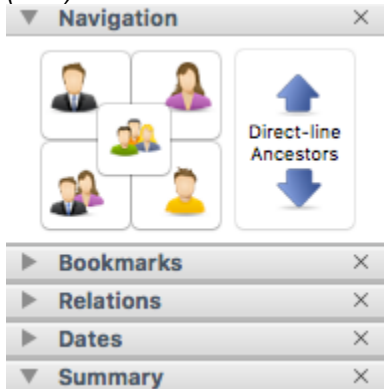 Navigation
Direct-line
Ancestors
Bookmarks
Relations
Dates
Summary